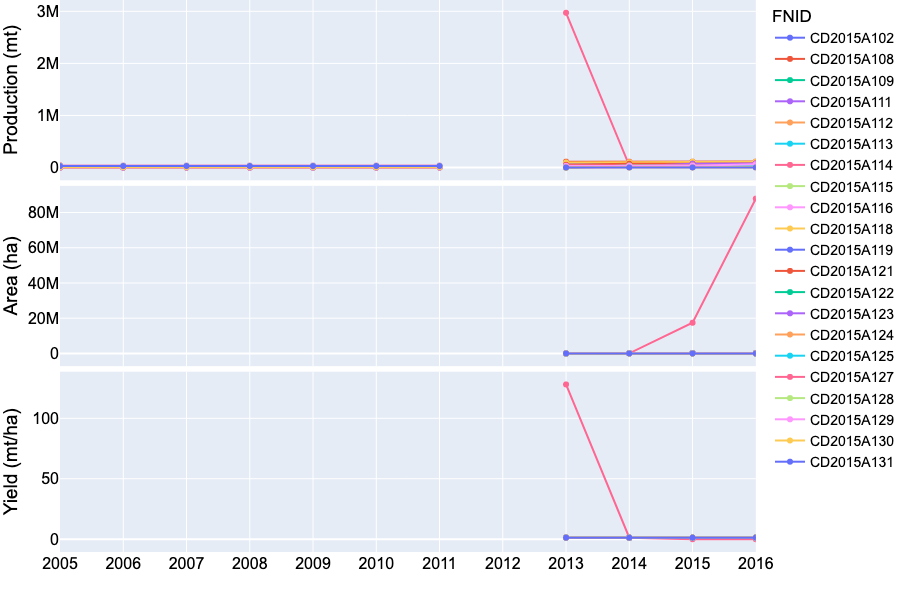 Production (mt)
3M
2M
1M
0
Area (ha)
80M
60M
40M
20M
0
Yield (mt/ha)
100
50
0
2005 2006 2007 2008 2009 2010 2011 2012 2013 2014 2015 2016
FNID
CD2015A102
CD2015A108
CD2015A109
CD2015A111
CD2015A112
CD2015A113
CD2015A114
CD2015A115
CD2015A116
CD2015A118
CD2015A119
CD2015A121
CD2015A122
CD2015A123
CD2015A124
CD2015A125
CD2015A127
CD2015A128
CD2015A129
CD2015A130
CD2015A131